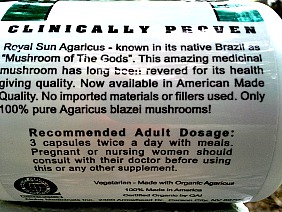 CLINICALLY PROVEN
Royal Sun Agaricus - known in its native Brazil as
"Mushroom of The Gods". This amazing medicinal
mushroom has long been revered for its health
giving quality. Now available in American Made
Quality. No imported materials or fillers used. Only
100% pure Agaricus blazei mushrooms!
Recommended Adult Dosage:
3 capsules twice a day with meals.
Pregnant or nursing women should
consult with their doctor before using
this or any other supplement.
Vegetarian - Made with Organic Agaricus
100% - Made in America
Certified Organic by QAI